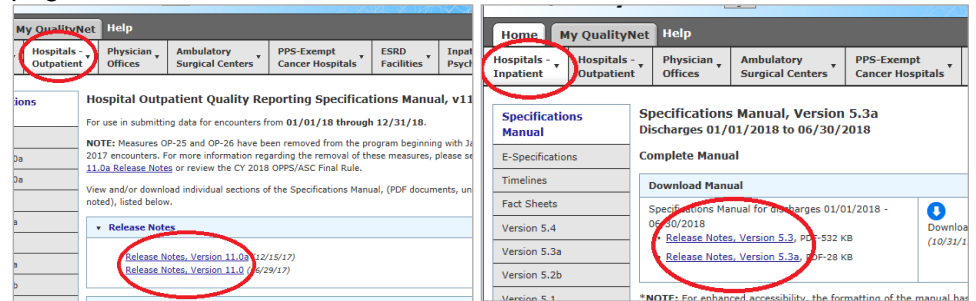 My QualityNet Help
Hospitals - Outpatient
Physician Offices
Ambulatory Surgical Centers
PPS-Exempt Cancer Hospitals
ESRD Facilities
Hospital Outpatient Quality Reporting Specifications Manual, v11
For use in submitting data for encounters from 01/01/18 through 12/31/18.
NOTE: Measures OP-25 and OP-26 have been removed from the program beginning with
2017 encounters. For more information regarding the removal of these measures, please
11.0a Release Notes or review the CY 2018 OPPS/ASC Final Rule.
View and/or download individual sections of the Specifications Manual, (PDF documents,
noted), listed below.
Release Notes
Release Notes, Version 11.0a (12/15/17)
Release Notes, Version 11.0 (6/29/17)
Home My QualityNet Help
Hospitals - Inpatient
Hospitals - Outpatient
Physician Offices
Ambulatory Surgical Centers
PPS-Exempt Cancer Hospitals
Specifications
Manual
E-Specifications
Timelines
Fact Sheets
Version 5.4
Version 5.3a
Version 5.2b
Version 5.1
Specifications Manual, Version 5.3a
Discharges 01/01/2018 to 06/30/2018
Complete Manual
Download Manual
Specifications Manual for discharges 01/01/2018 -
06/30/2018
• Release Notes, Version 5.3, PDF-532 KB
• Release Notes, Version 5.3a, PDF-28 KB
*NOTE: For enhanced accessibility, the formatting of the manual